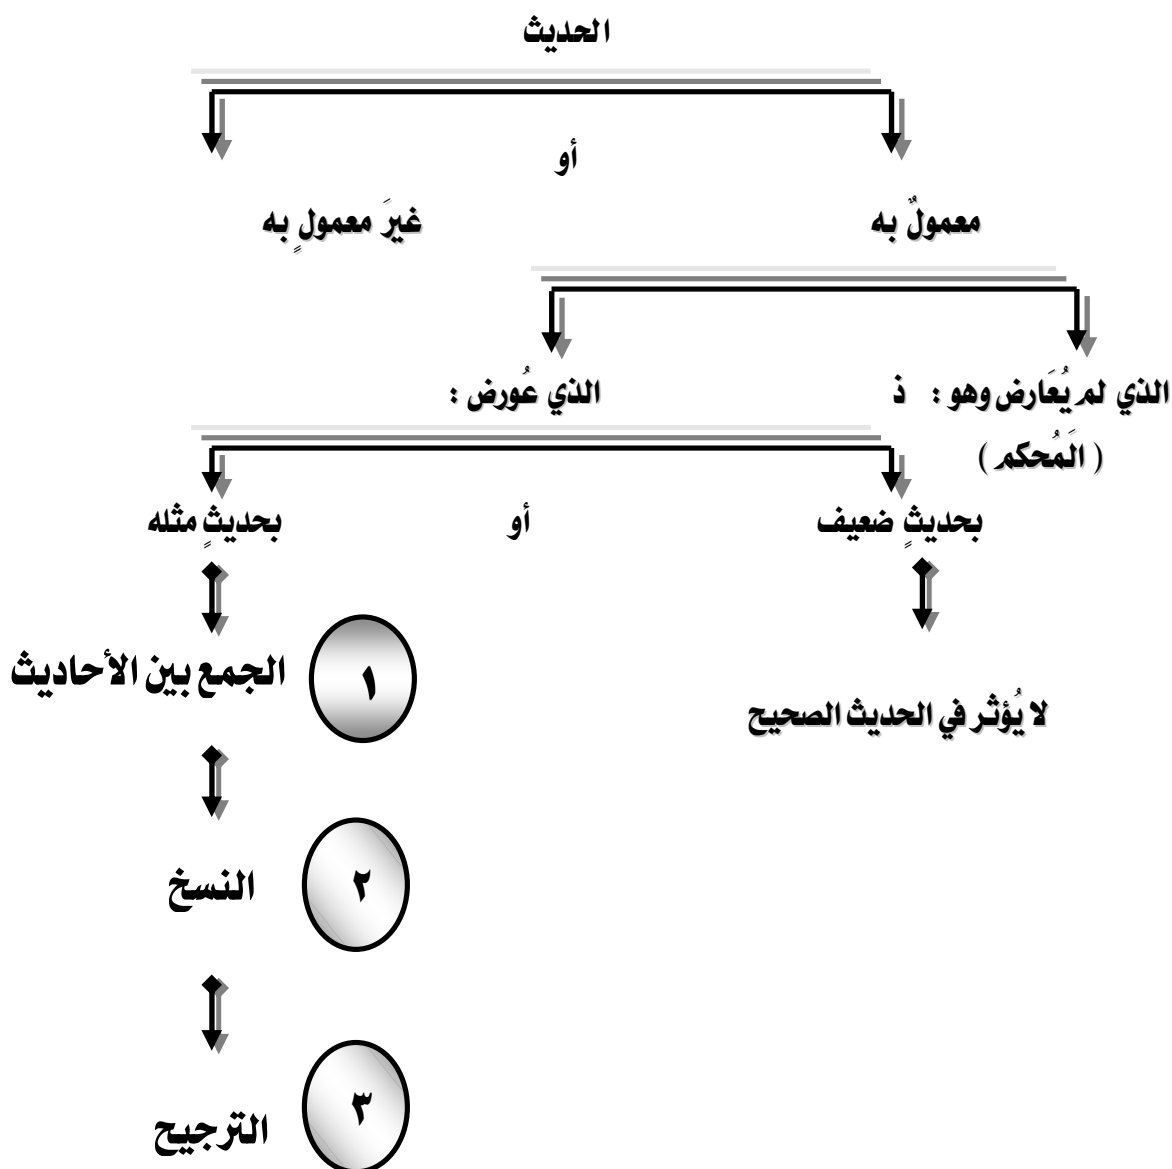 الحديث
أو
معمولٌ به غيرَ معمولٍ به
الذي لم يُعَارض وهو : ذ الذي عُورض :
( المُحكم )
بحديثٍ ضعيف أو بحديثٍ مثله
١ الجمع بين الأحاديث
لا يُؤثر في الحديث الصحيح
٢ النسخ
٣ الترجيح